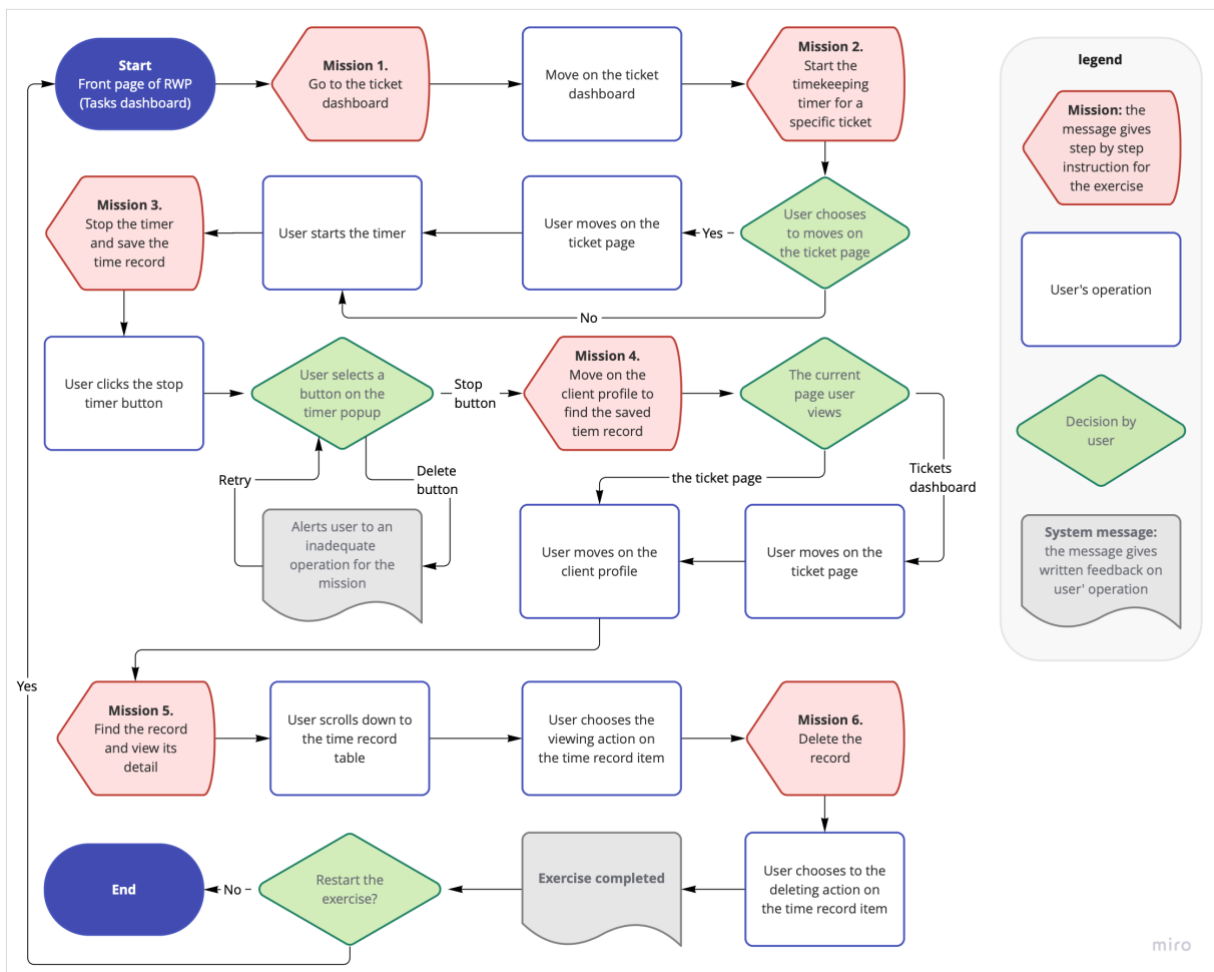 Start
Front page of RWP
(Tasks dashboard)
Mission 1.
Go to the ticket
dashboard
Move on the ticket
dashboard
Mission 2.
Start the
timekeeping
timer for a
specific ticket
Mission 3.
Stop the timer
and save the
time record
User starts the timer
User moves on the
ticket page
Yes
User chooses
to moves on
the ticket page
No
User clicks the stop
timer button
User selects a
button on the
timer popup
Stop
button
Mission 4.
Move on the
client profile to
find the saved
tiem record
The current
page user
views
Retry
Delete
button
the ticket page
Tickets
dashboard
Alerts user to an
inadequate
operation for the
mission
User moves on the
client profile
User moves on the
ticket page
Yes
Mission 5.
Find the record
and view its
detail
User scrolls down to
the time record
table
User chooses the
viewing action on
the time record item
Mission 6.
Delete the
record
End
No
Restart the
exercise?
Exercise completed
User chooses to the
deleting action on
the time record item
legend
Mission: the
message gives
step by step
instruction for
the exercise
User's operation
Decision by
user
System message:
the message gives
written feedback on
user' operation
miro